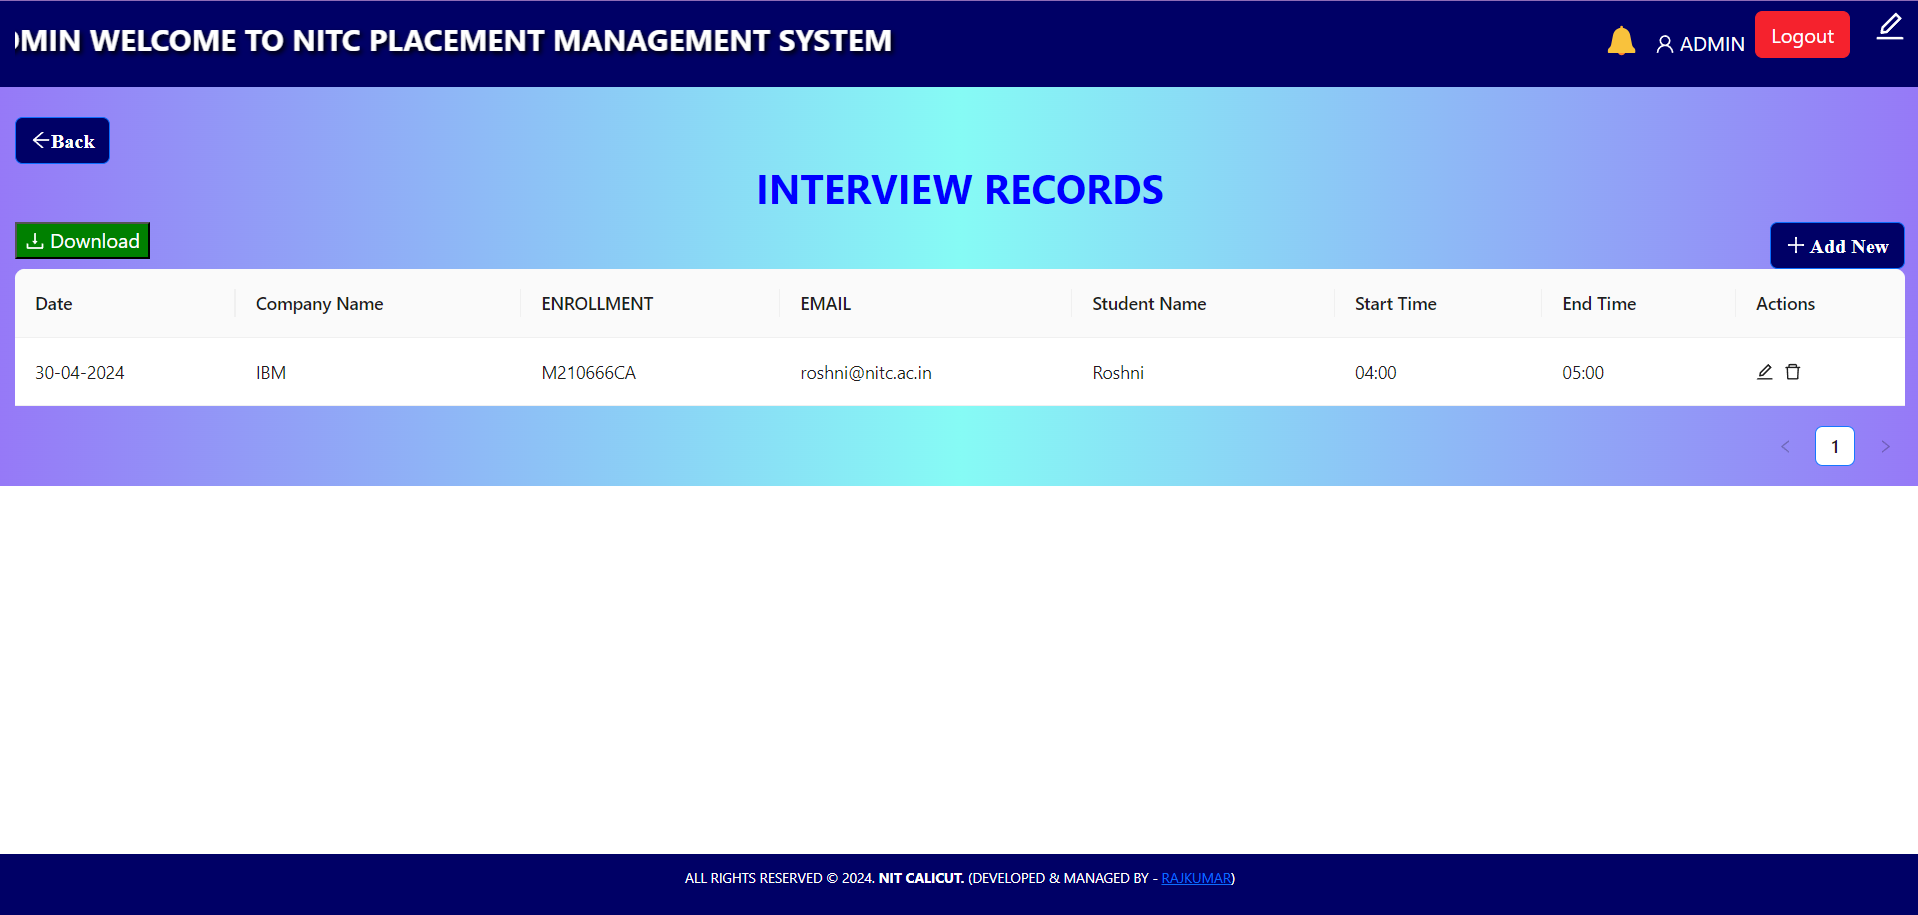 WELCOME TO NITC PLACEMENT MANAGEMENT SYSTEM
ADMIN
Logout
Back
INTERVIEW RECORDS
Download
Add New
Date Company Name ENROLLMENT EMAIL Student Name Start Time End Time Actions
30-04-2024 IBM M210666CA roshni@nitc.ac.in Roshni 04:00 05:00
1
ALL RIGHTS RESERVED © 2024. NIT CALICUT. (DEVELOPED & MANAGED BY - RAJKUMAR)